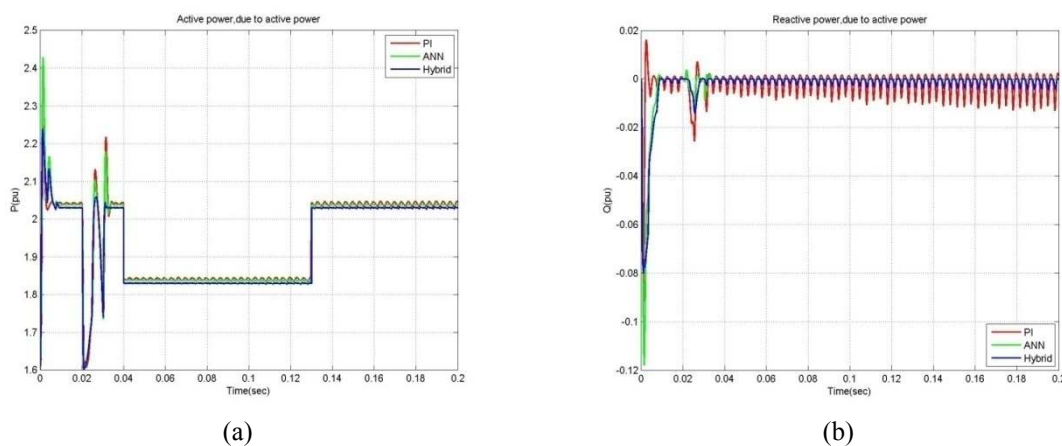 Active power,due to active power
2.5
2.4
2.3
2.2
2.1
2
1.9
1.8
1.7
1.6
P(pu)
PI
ANN
Hybrid
0 0.02 0.04 0.06 0.08 0.1 0.12 0.14 0.16 0.18 0.2
Time(sec)
(a)
Reactive power,due to active power
0.02
0
-0.02
-0.04
-0.06
-0.08
-0.1
-0.12
Q(pu)
PI
ANN
Hybrid
0 0.02 0.04 0.06 0.08 0.1 0.12 0.14 0.16 0.18 0.2
Time(sec)
(b)